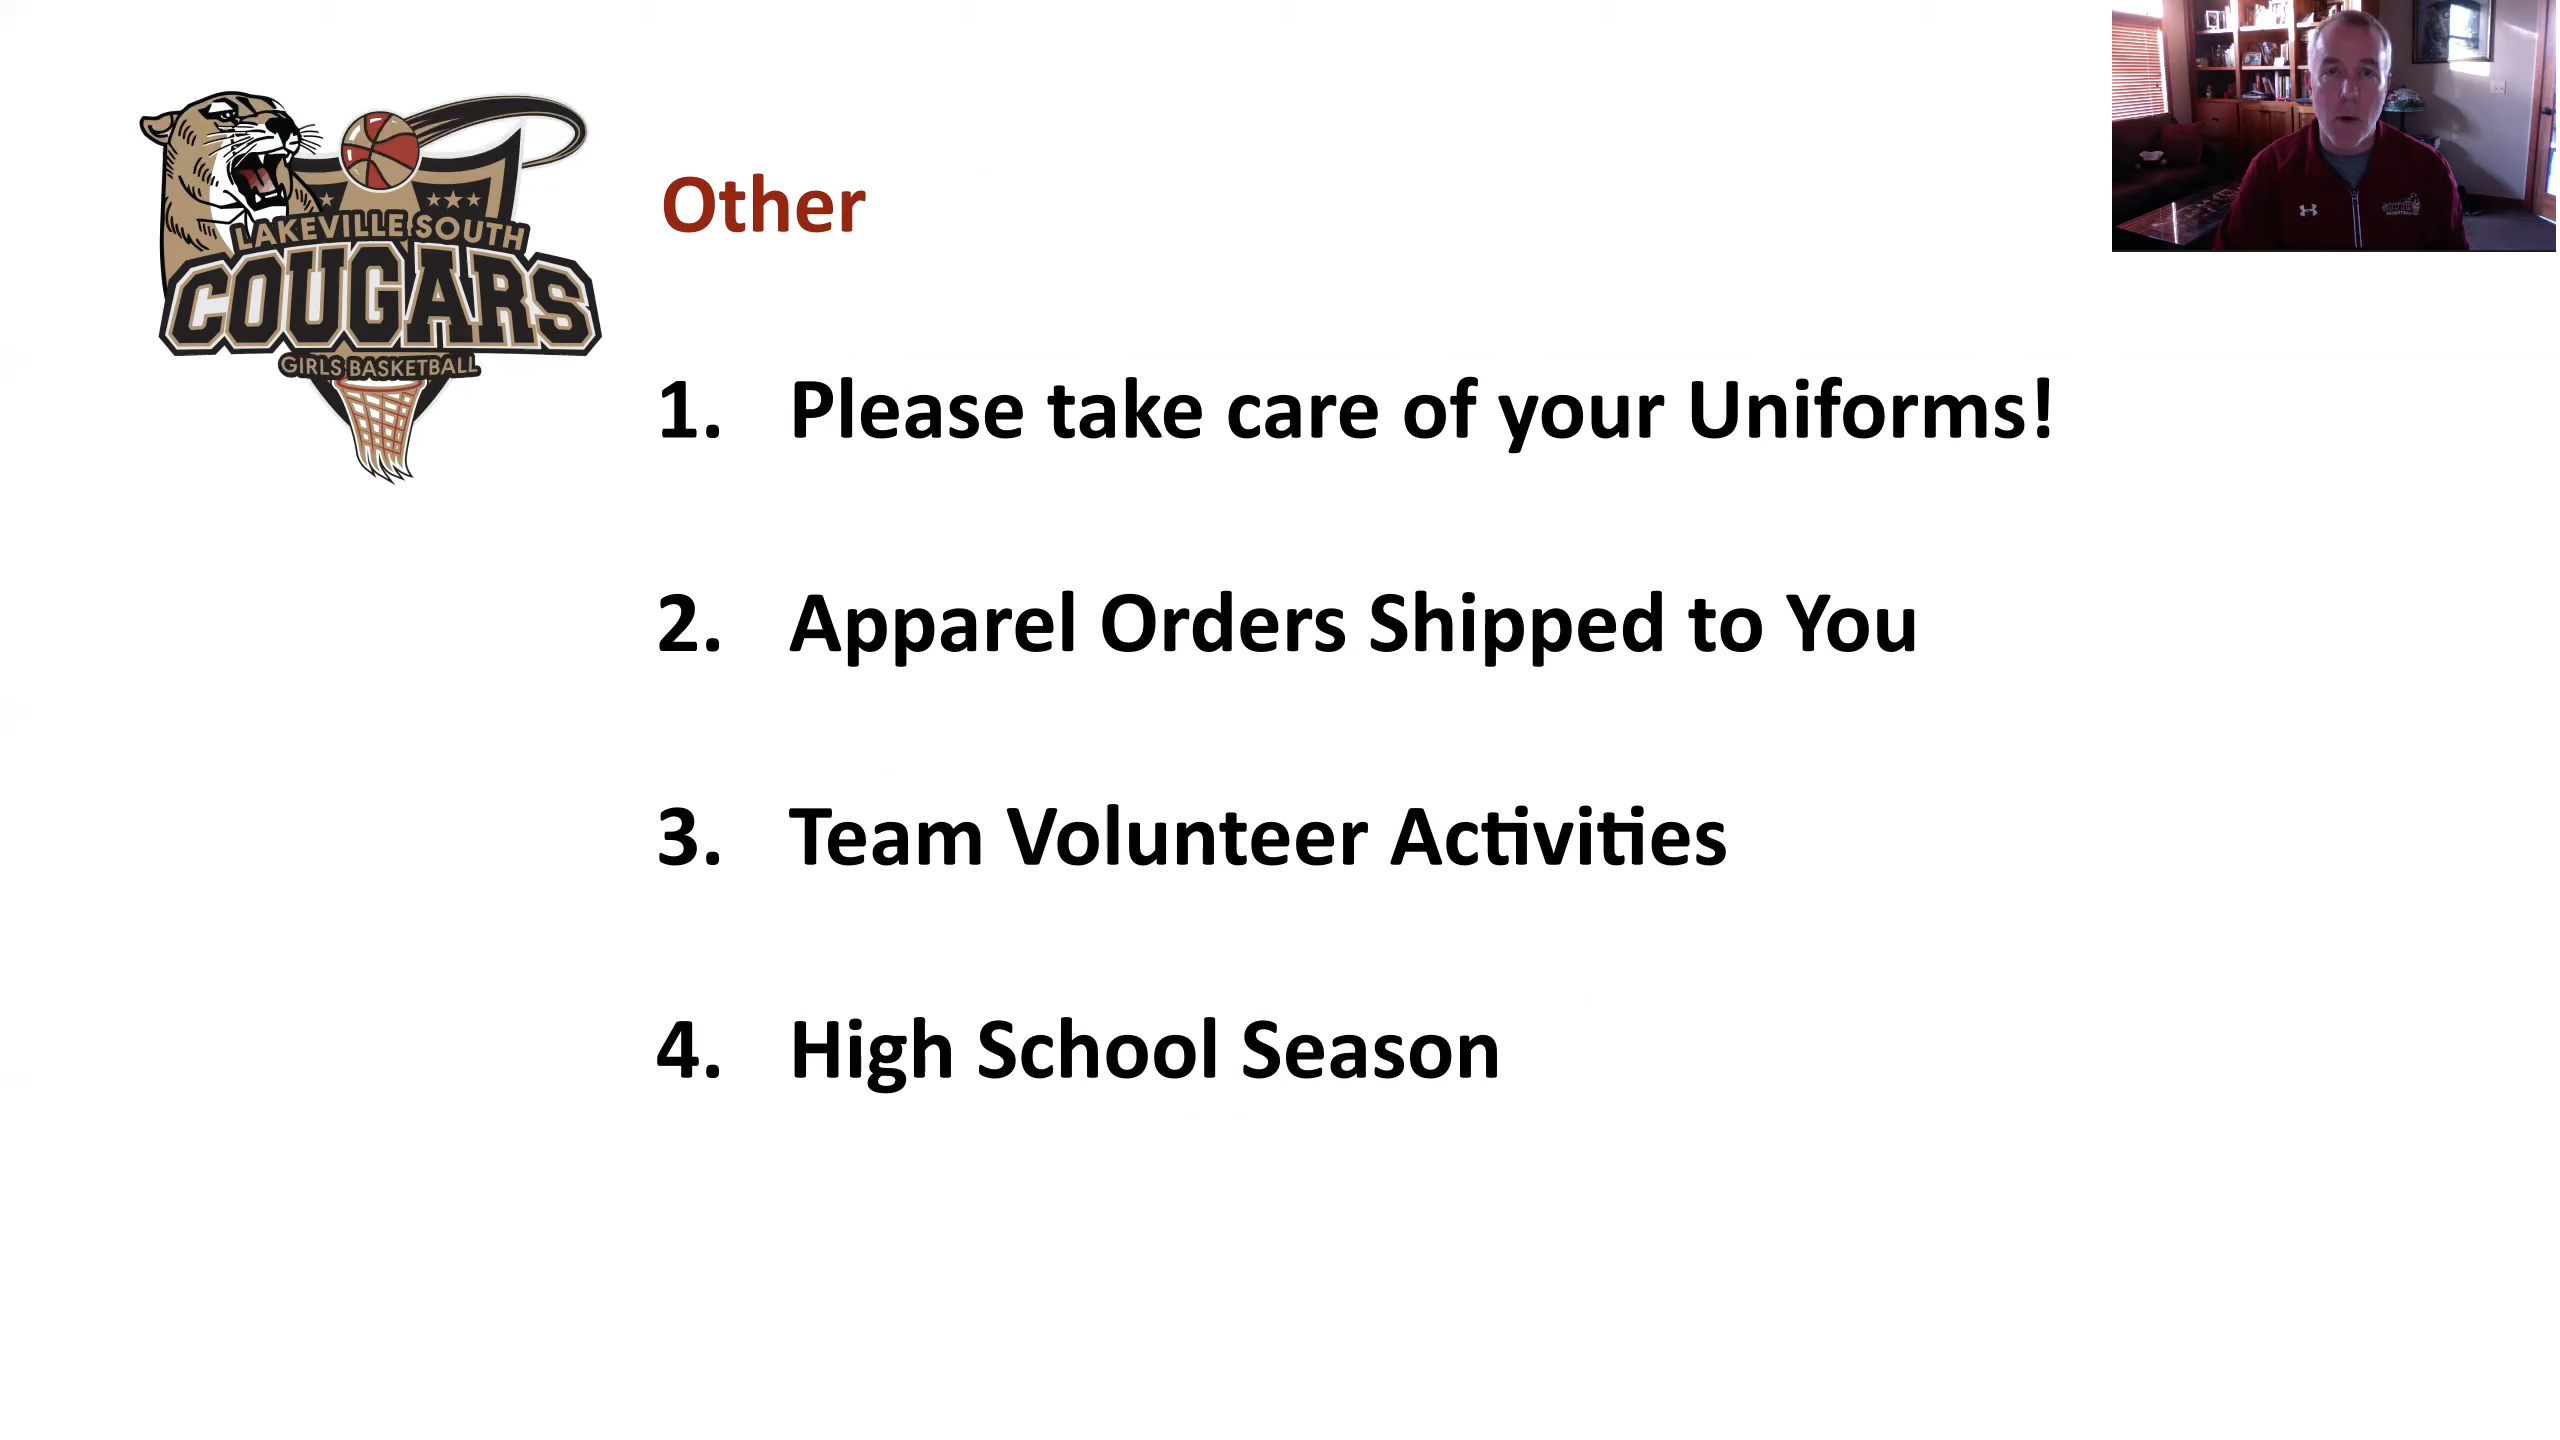 LAKEVILLE SOUTH
COUGARS
GIRLS BASKETBALL
Other
1. Please take care of your Uniforms!
2. Apparel Orders Shipped to You
3. Team Volunteer Activities
4. High School Season